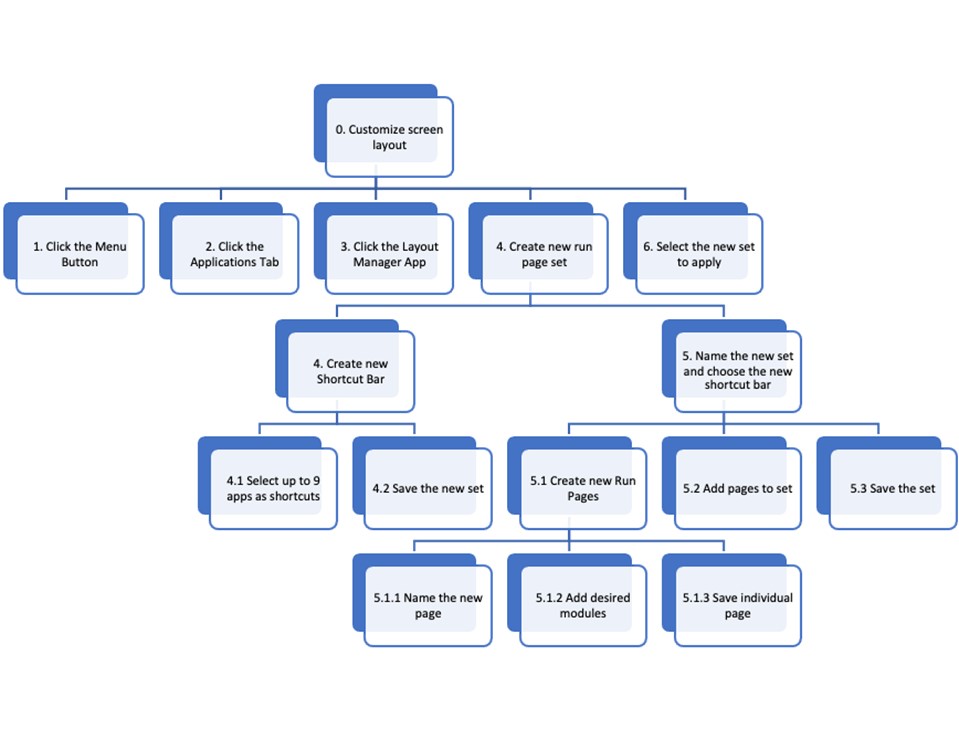 0. Customize screen
layout
1. Click the Menu
Button
2. Click the
Applications Tab
3. Click the Layout
Manager App
4. Create new run
page set
6. Select the new set
to apply
4. Create new
Shortcut Bar
5. Name the new set
and choose the new
shortcut bar
4.1 Select up to 9
apps as shortcuts
4.2 Save the new set
5.1 Create new Run
Pages
5.2 Add pages to set
5.3 Save the set
5.1.1 Name the new
page
5.1.2 Add desired
modules
5.1.3 Save individual
page